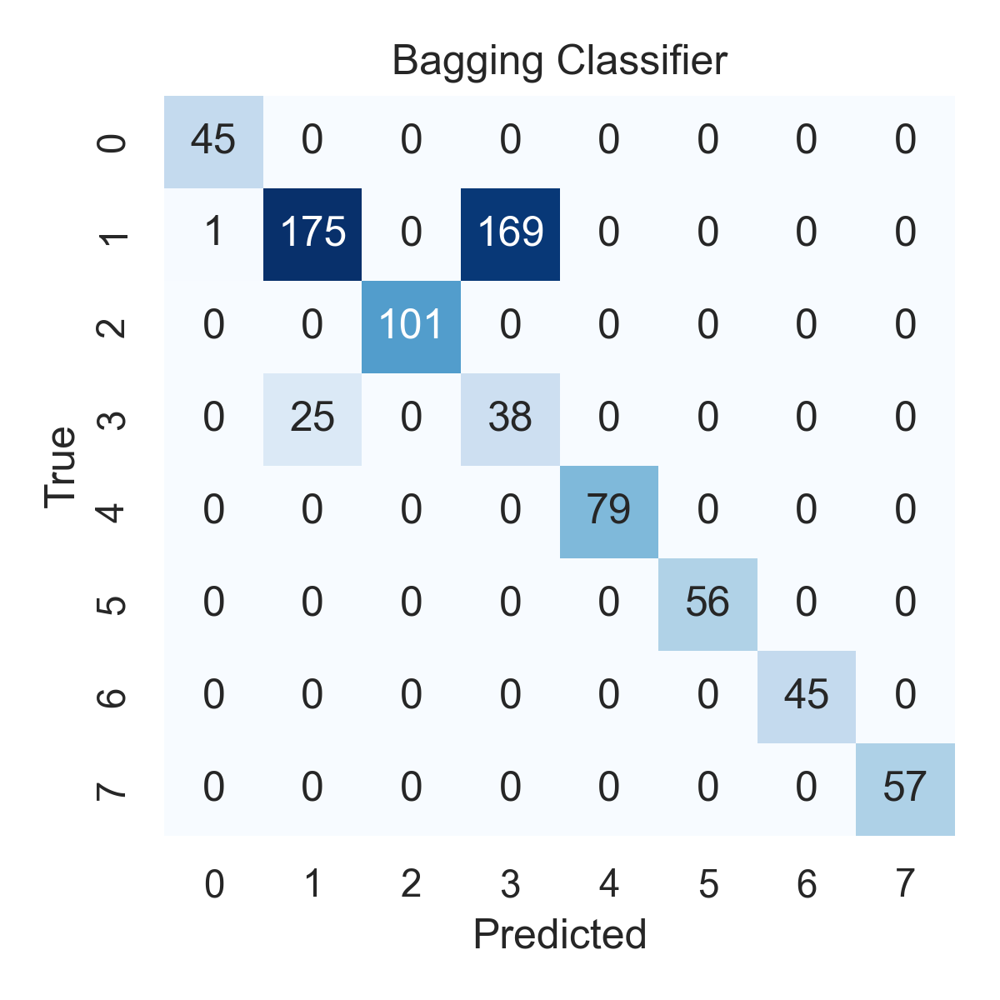 Bagging Classifier
0 45 0 0 0 0 0 0 0
1 1 175 0 169 0 0 0 0
2 0 0 101 0 0 0 0 0
3 0 25 0 38 0 0 0 0
4 0 0 0 0 79 0 0 0
5 0 0 0 0 0 56 0 0
6 0 0 0 0 0 0 45 0
7 0 0 0 0 0 0 0 57
True
0 1 2 3 4 5 6 7
Predicted